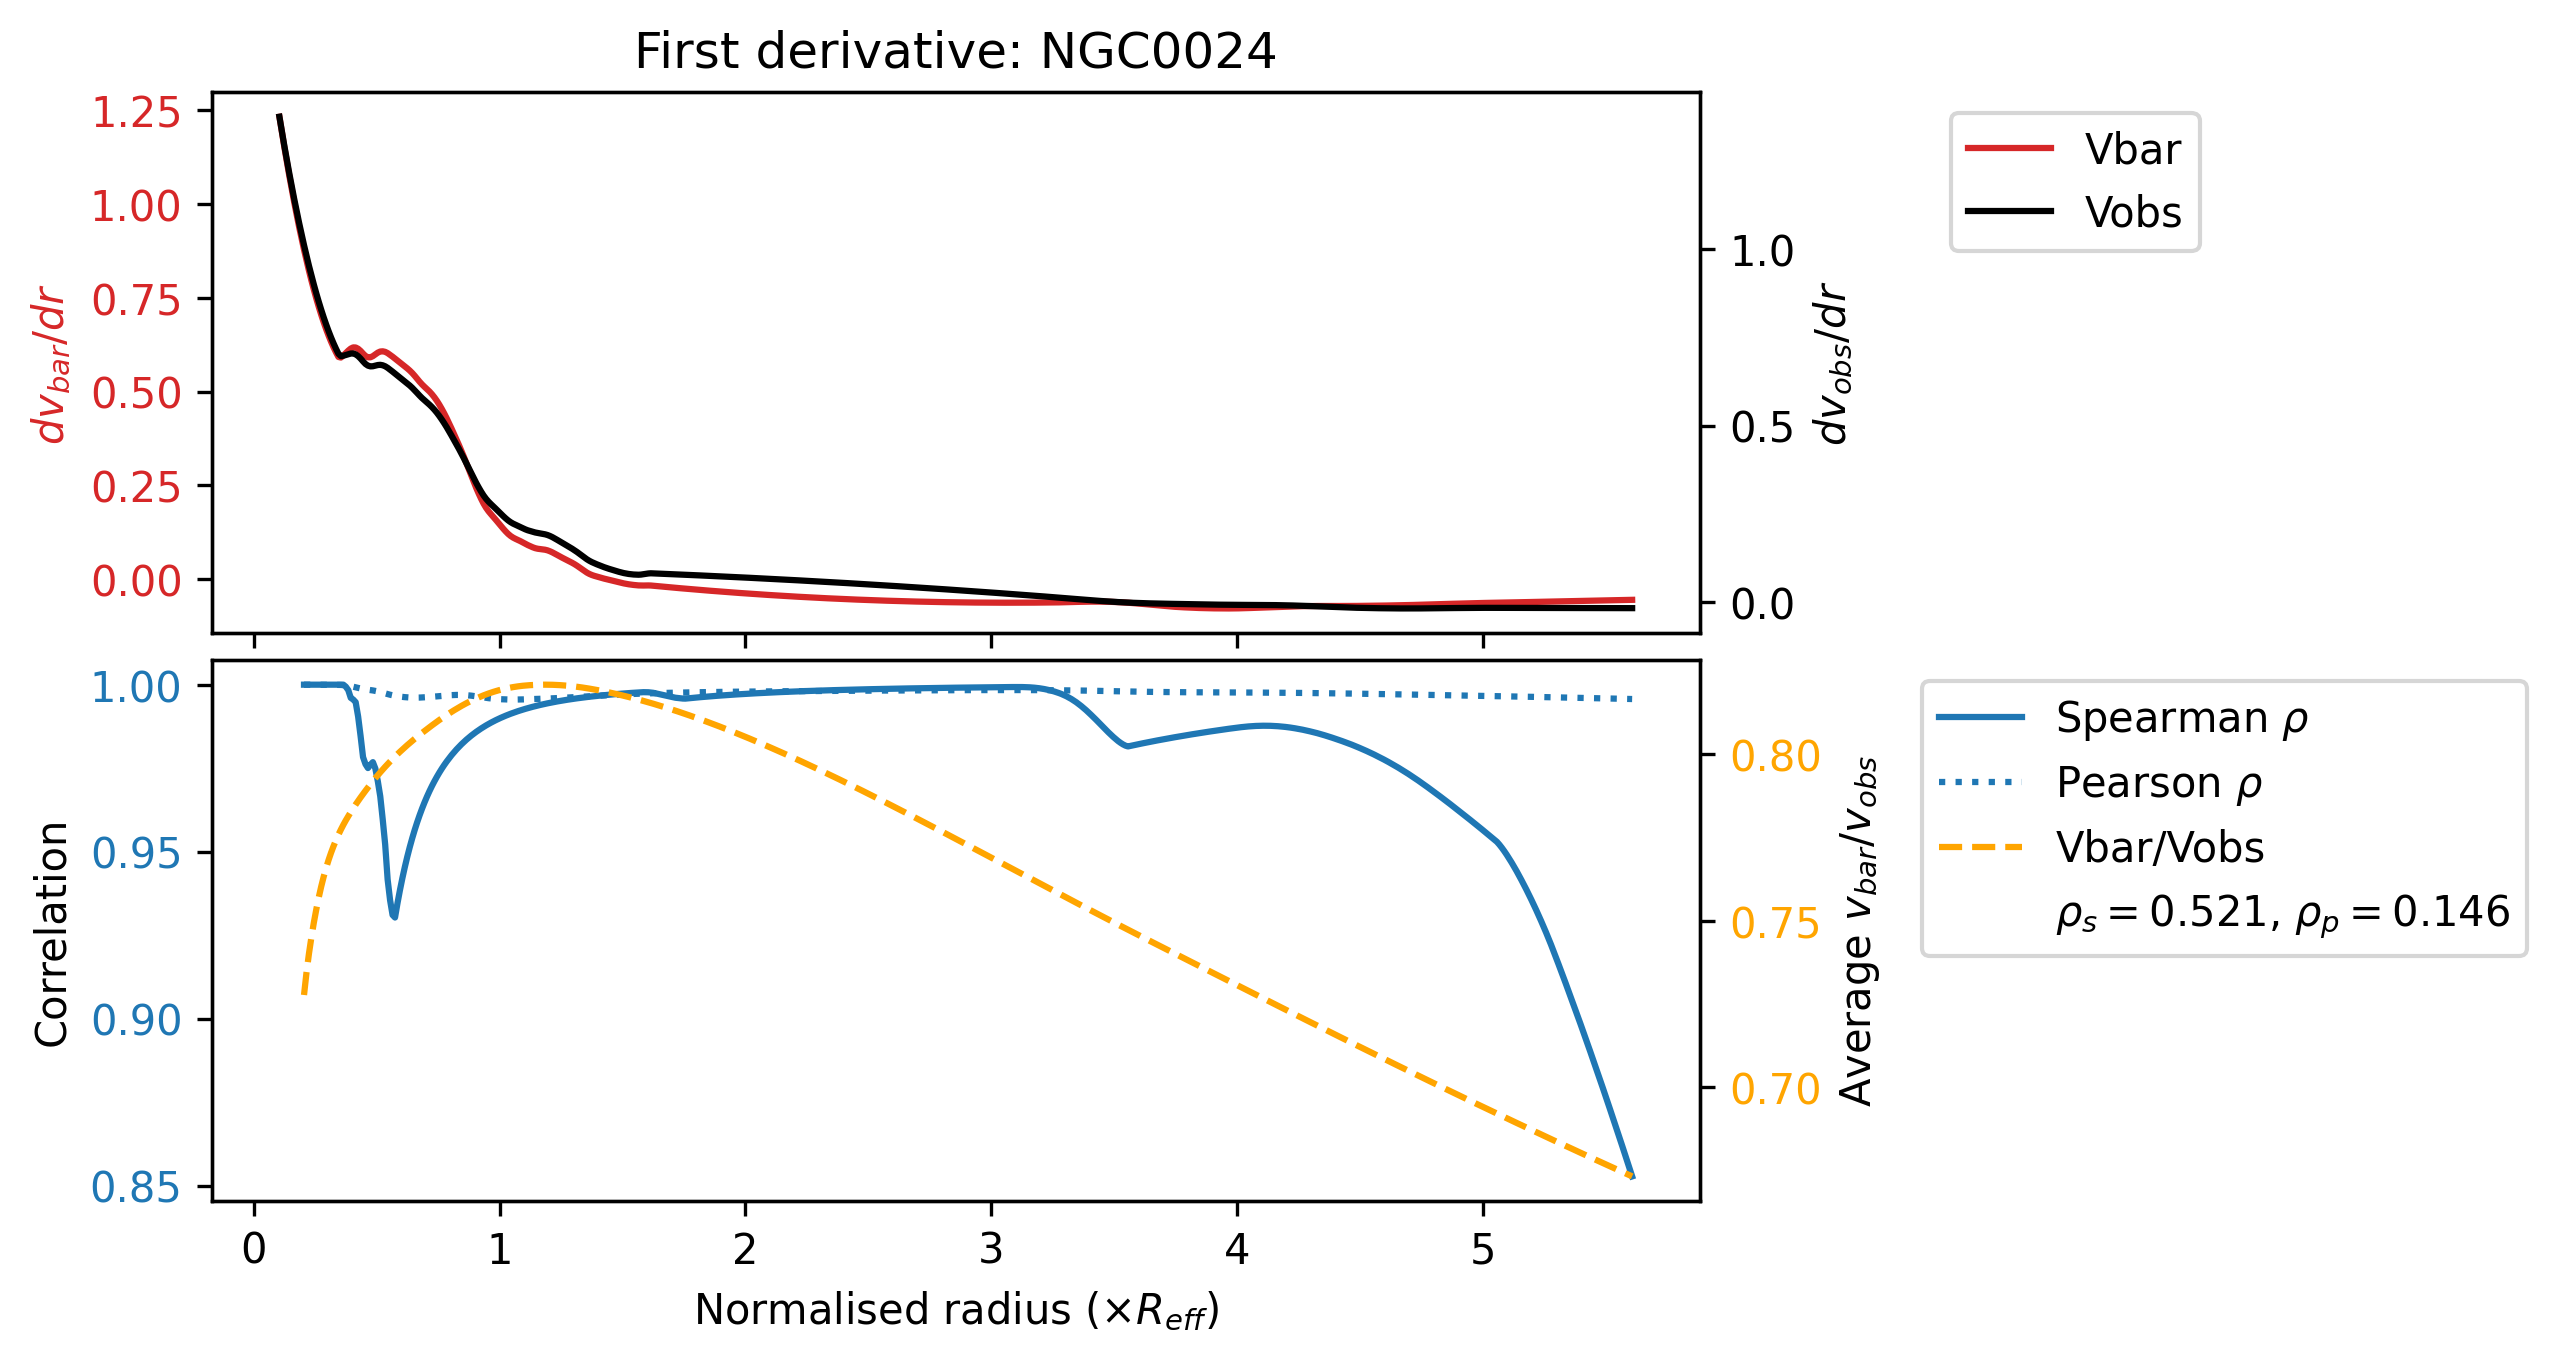 First derivative: NGC0024
1.25
1.00
0.75
0.50
0.25
0.00
dv_bar/dr
1.0
0.5
0.0
dv_obs/dr
Vbar
Vobs
1.00
0.95
0.90
0.85
Correlation
0.80
0.75
0.70
Average v_bar/v_obs
Spearman ρ
Pearson ρ
Vbar/Vobs
ρ_s = 0.521, ρ_p = 0.146
0 1 2 3 4 5
Normalised radius (×R_eff)